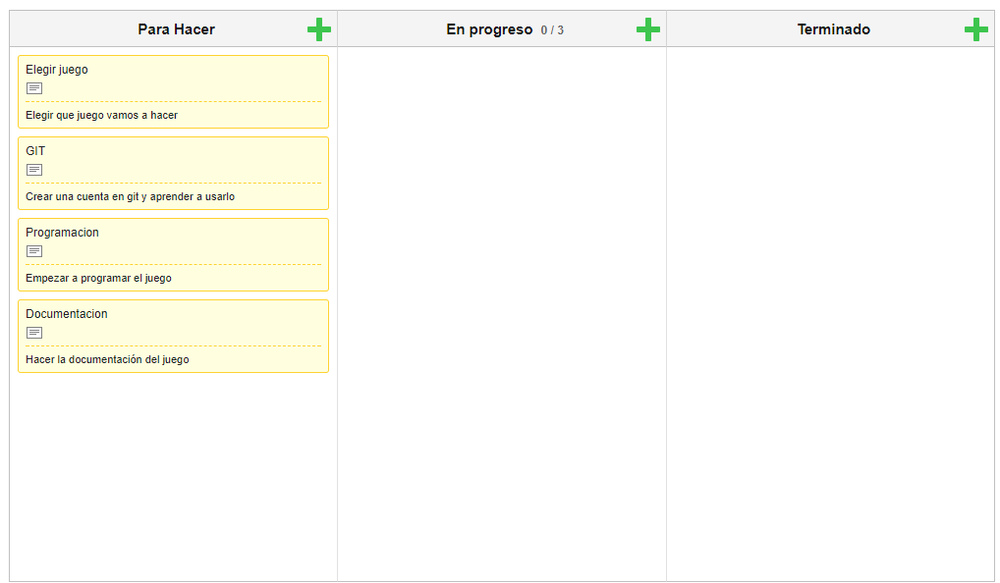 Para Hacer
En progreso 0 / 3
Terminado
Elegir juego
Elegir que juego vamos a hacer
GIT
Crear una cuenta en git y aprender a usarlo
Programacion
Empezar a programar el juego
Documentacion
Hacer la documentación del juego